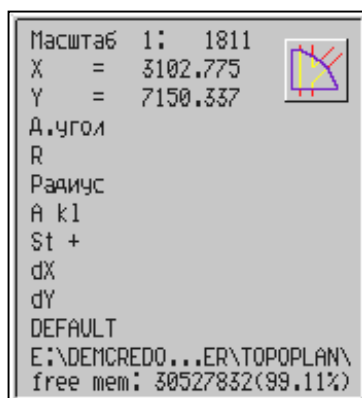 Масштаб 1: 1811
X = 3102.775
Y = 7150.337
Д.угол
R
Радиус
A kl
St +
dX
dY
DEFAULT
E:\DEMCREDO...ER\TOPOPLAN\
free mem: 30527832(99.11%)